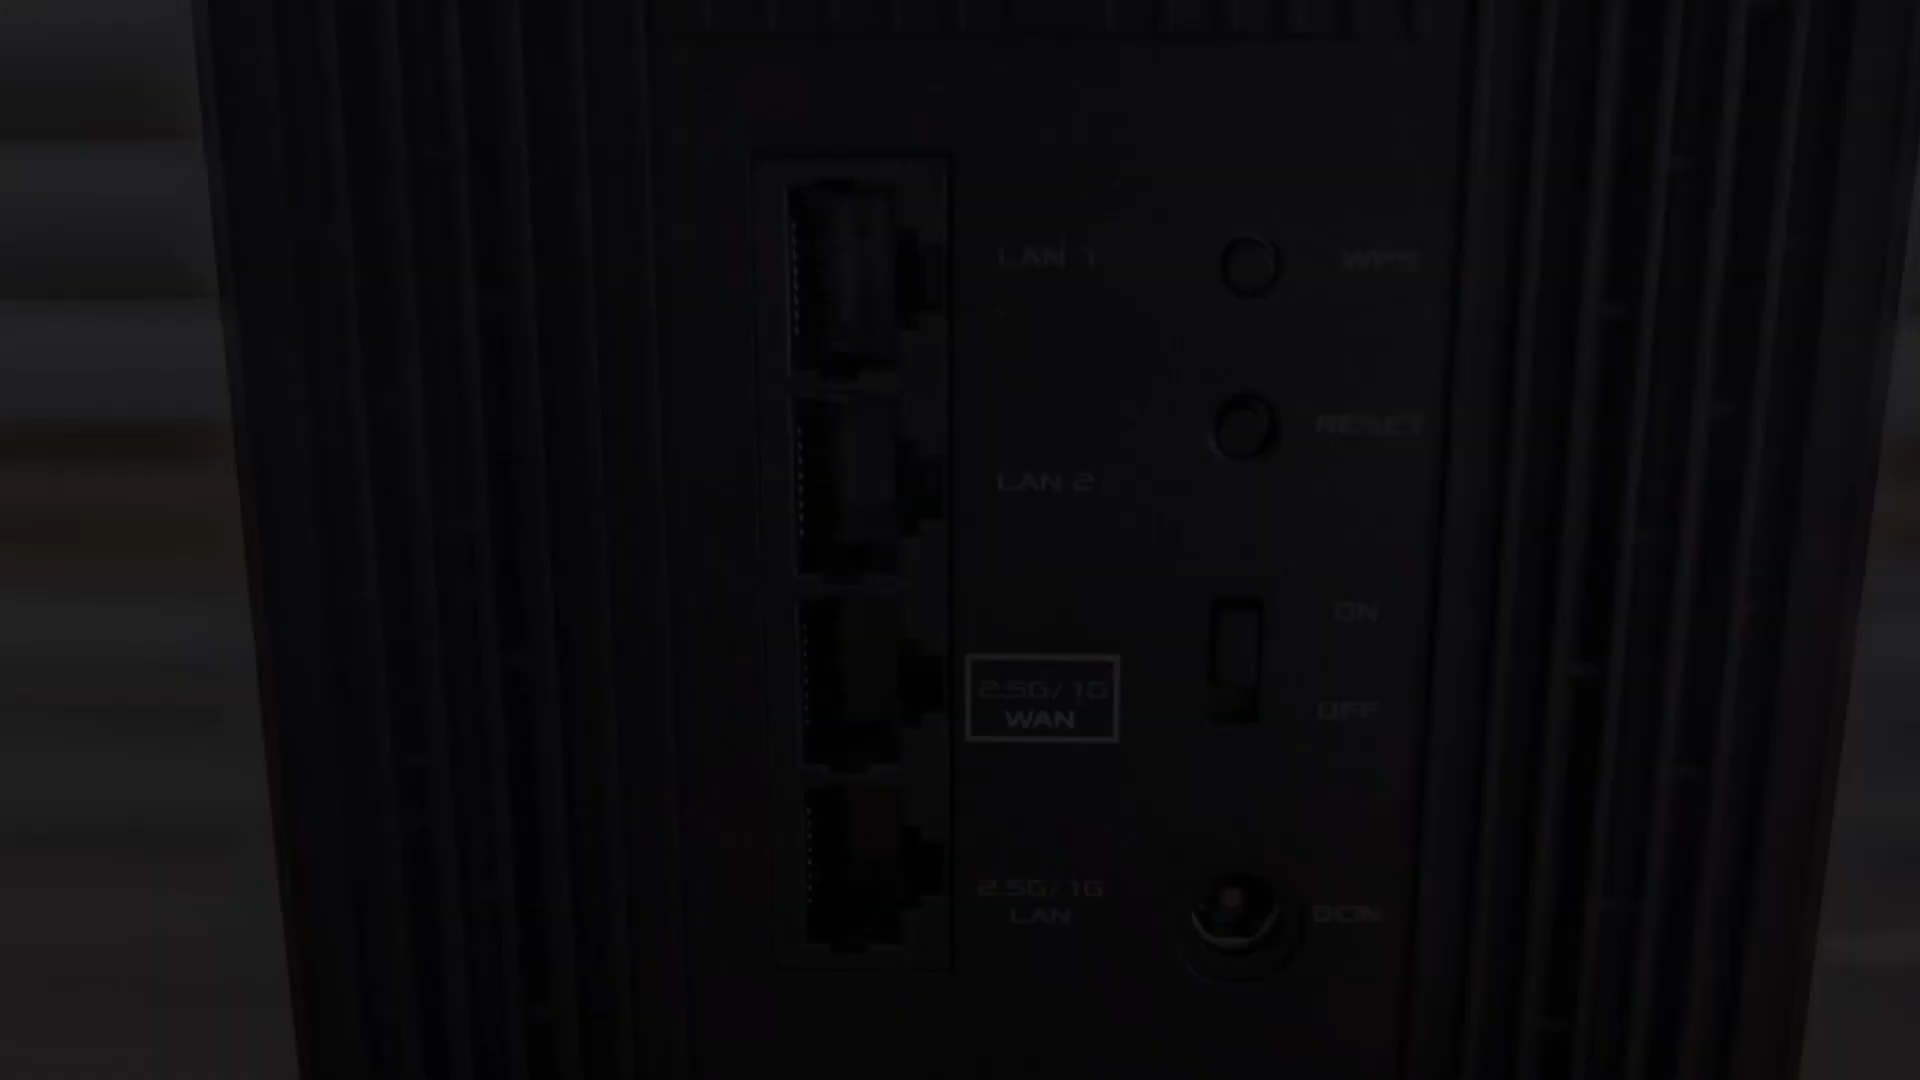 LAN 1
WPS
RESET
LAN 2
ON
2.5G/1G
WAN
OFF
2.5G/1G
LAN
DCIN